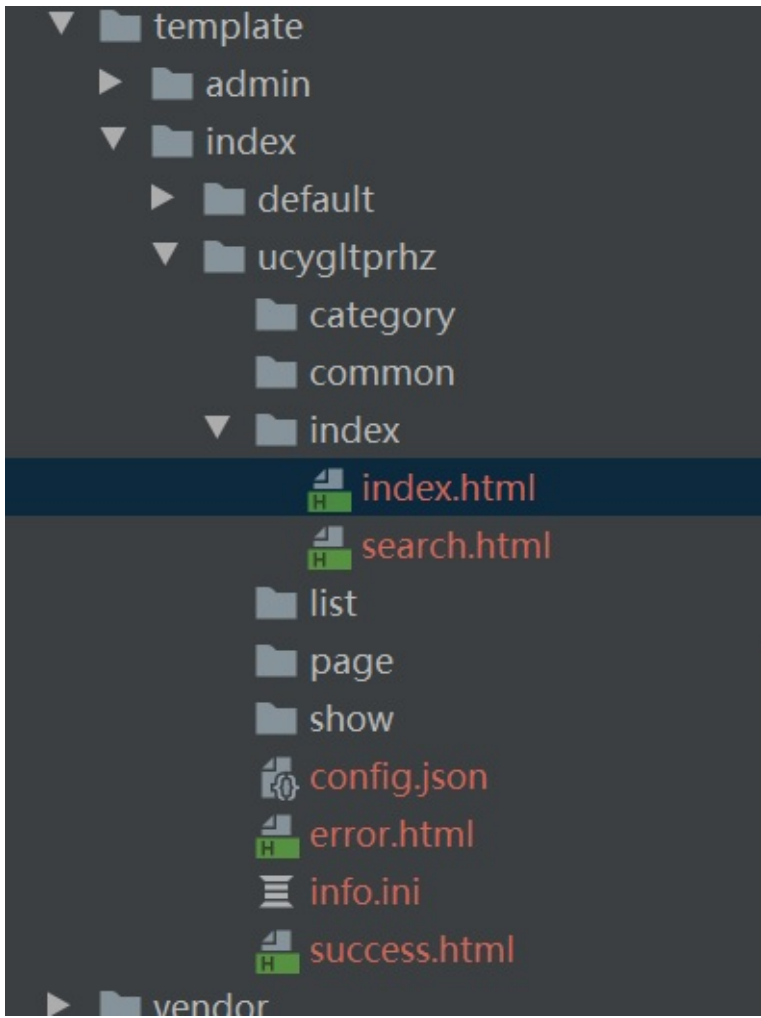 template
admin
index
default
ucygltprhz
category
common
index
H index.html
H search.html
list
page
show
config.json
H error.html
info.ini
H success.html
vendor